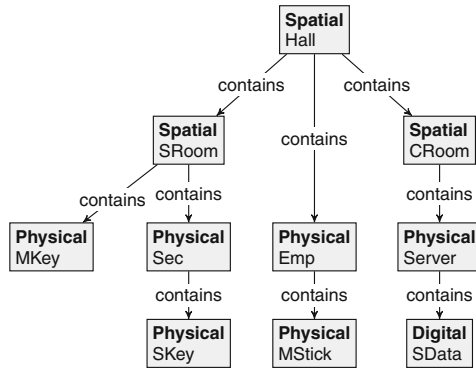 Spatial
Hall
contains
contains
contains
Spatial
SRoom
Spatial
CRoom
contains
contains
contains
Physical
MKey
Physical
Sec
Physical
Emp
Physical
Server
contains
contains
contains
Physical
SKey
Physical
MStick
Digital
SData